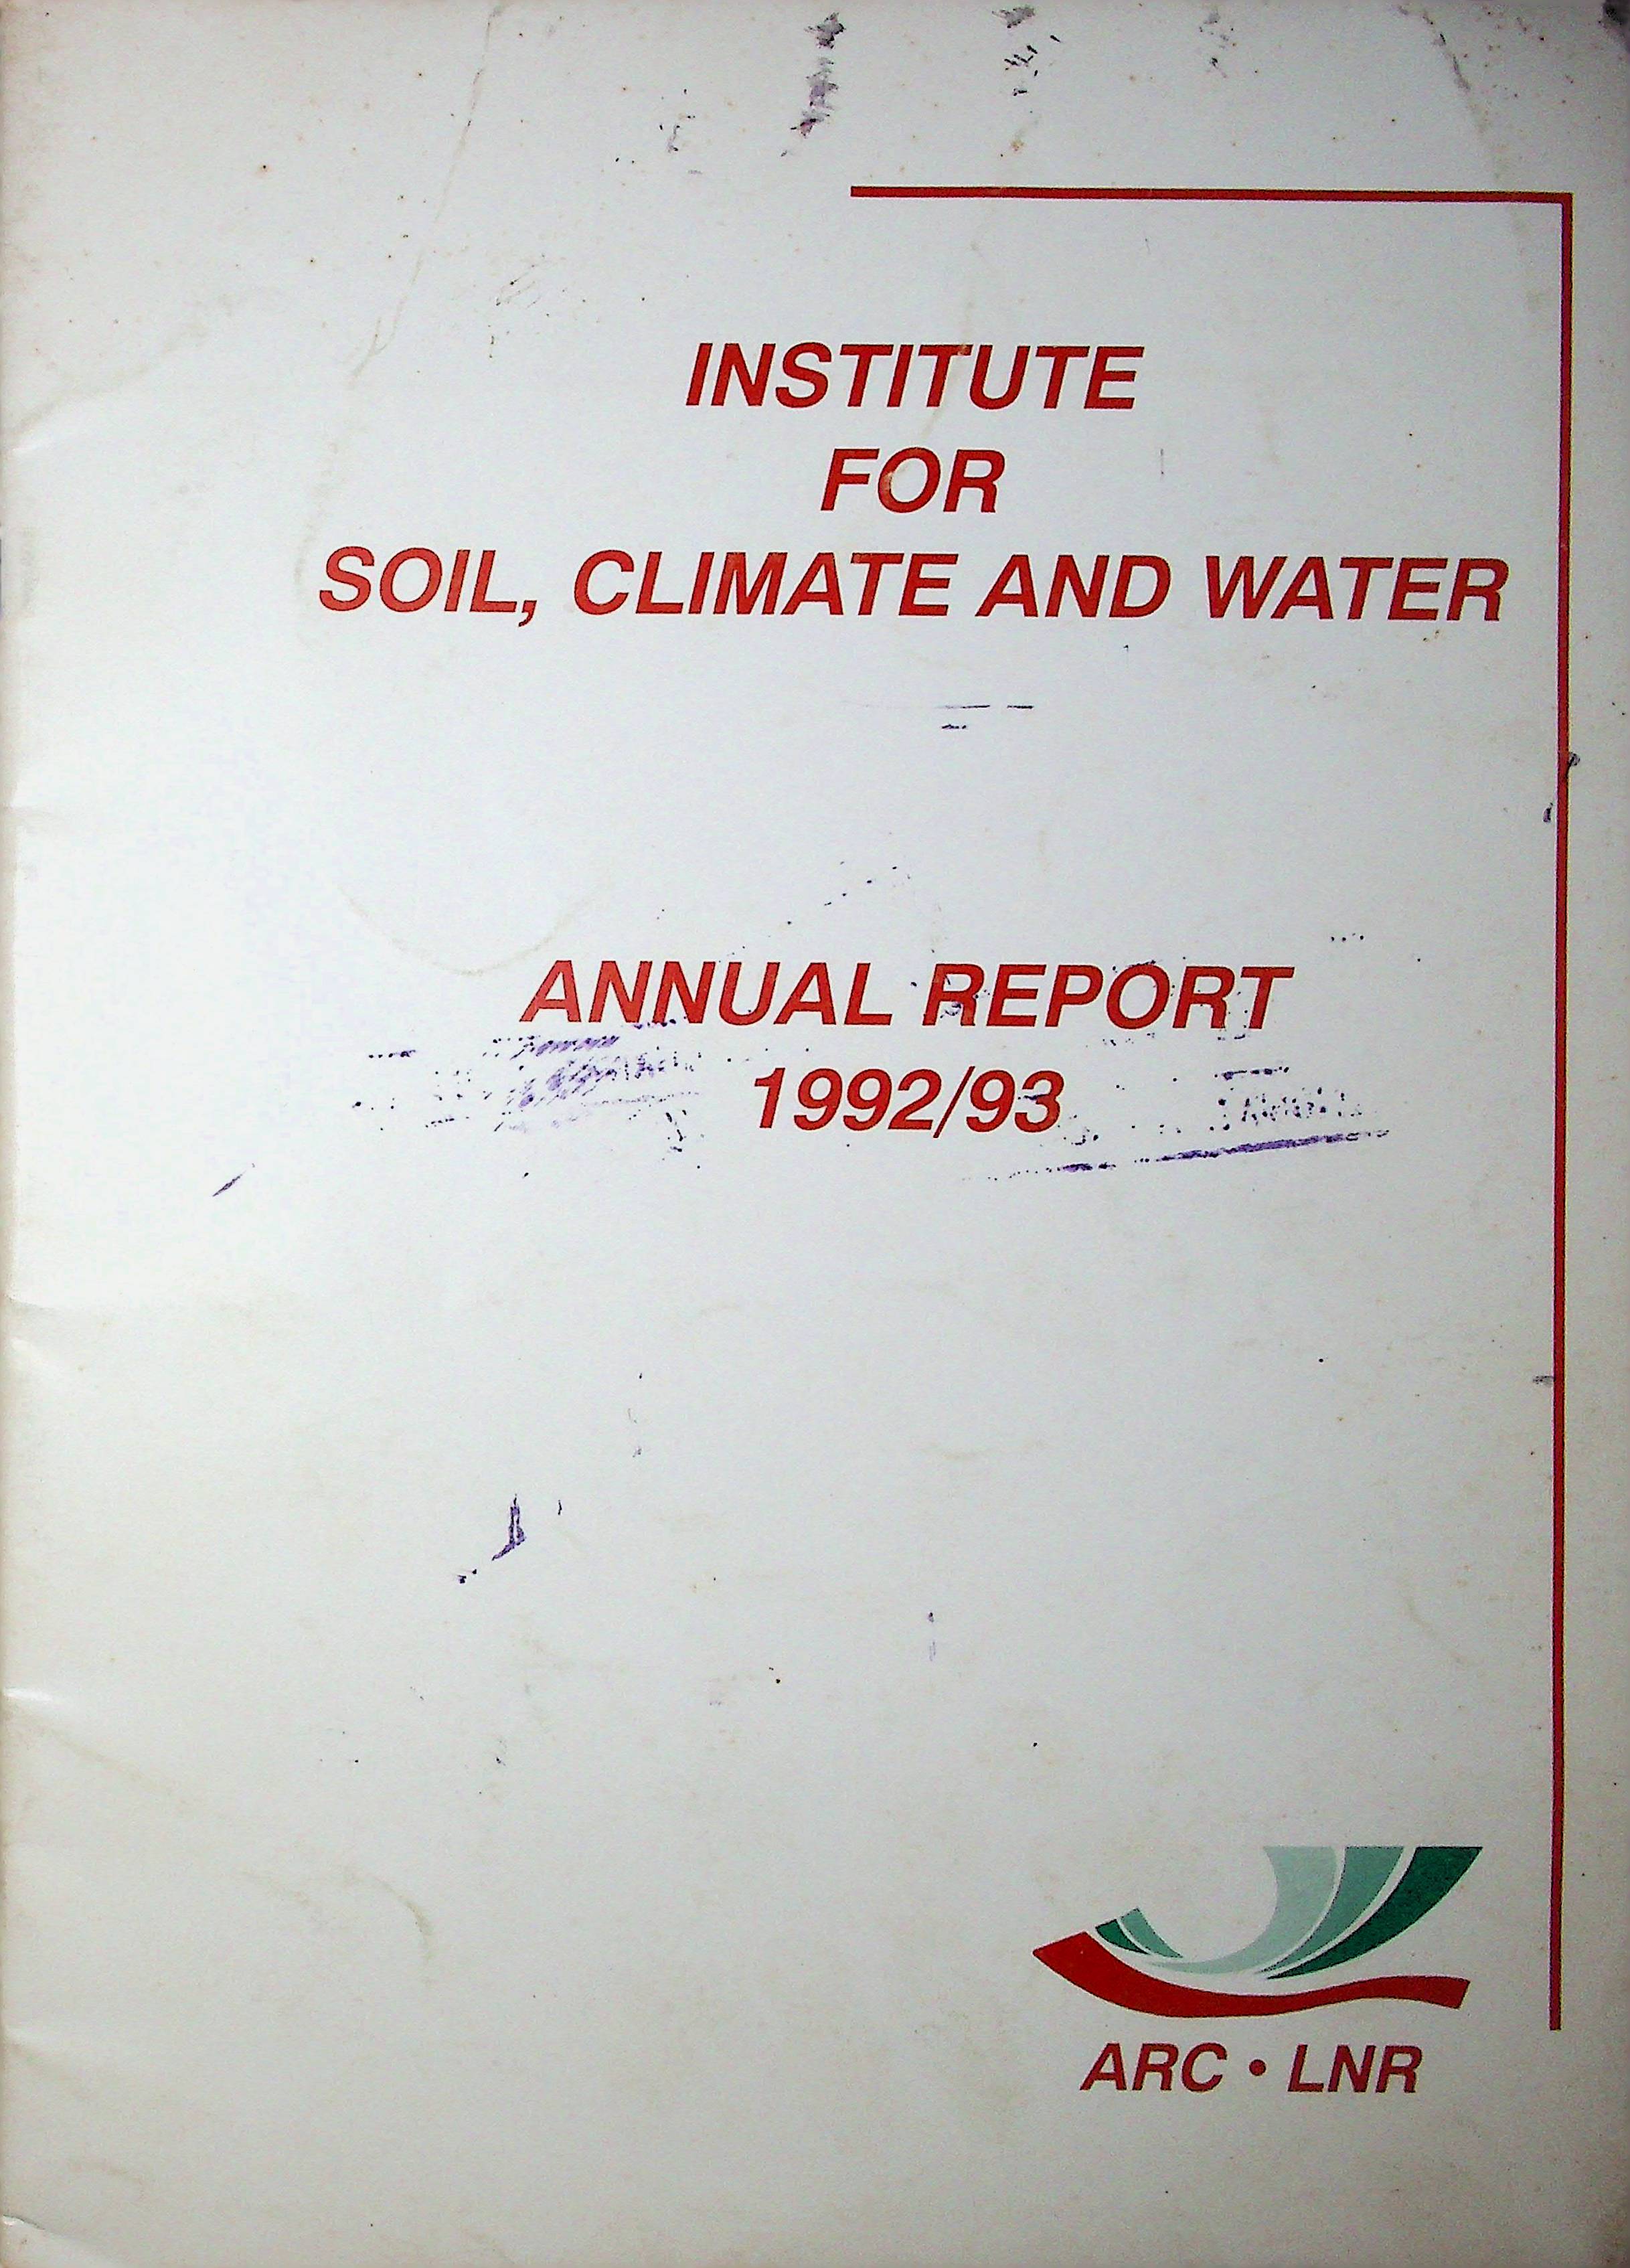 INSTITUTE
FOR
SOIL, CLIMATE AND WATER
ANNUAL REPORT
1992/93
ARC • LNR